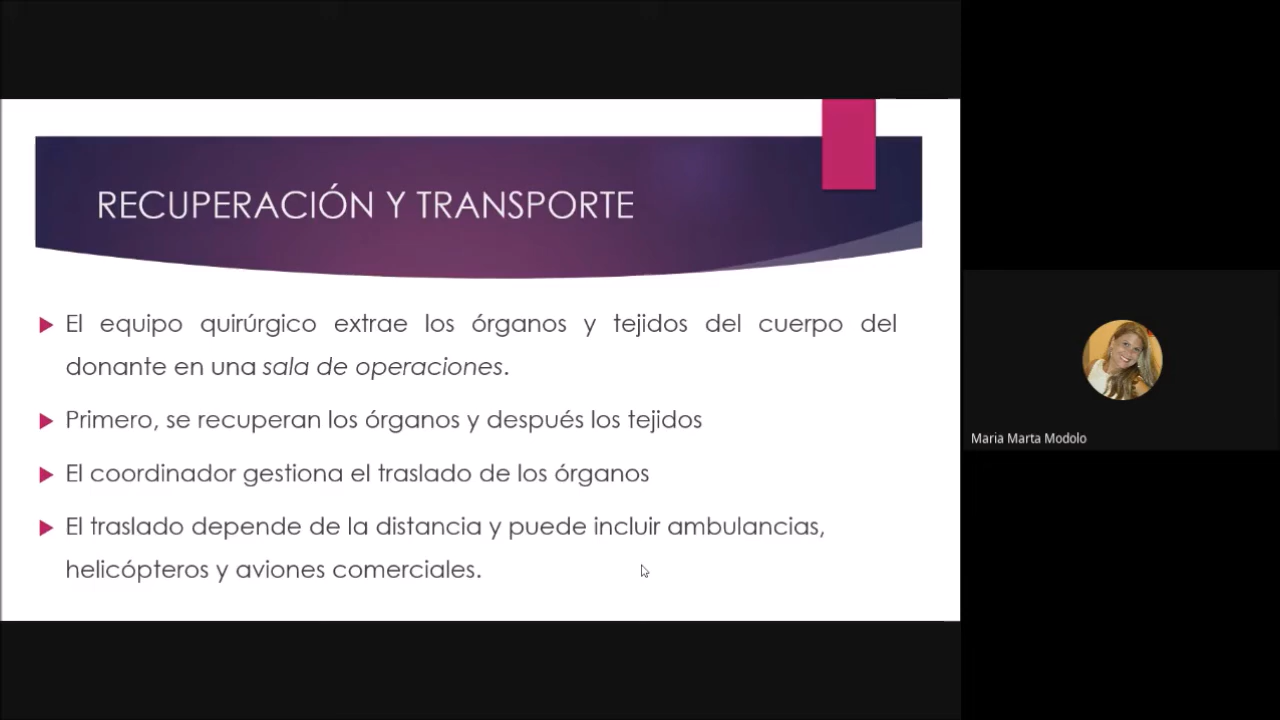 RECUPERACIÓN Y TRANSPORTE
El equipo quirúrgico extrae los órganos y tejidos del cuerpo del
donante en una sala de operaciones.
Primero, se recuperan los órganos y después los tejidos
El coordinador gestiona el traslado de los órganos
El traslado depende de la distancia y puede incluir ambulancias,
helicópteros y aviones comerciales.
Maria Marta Modolo